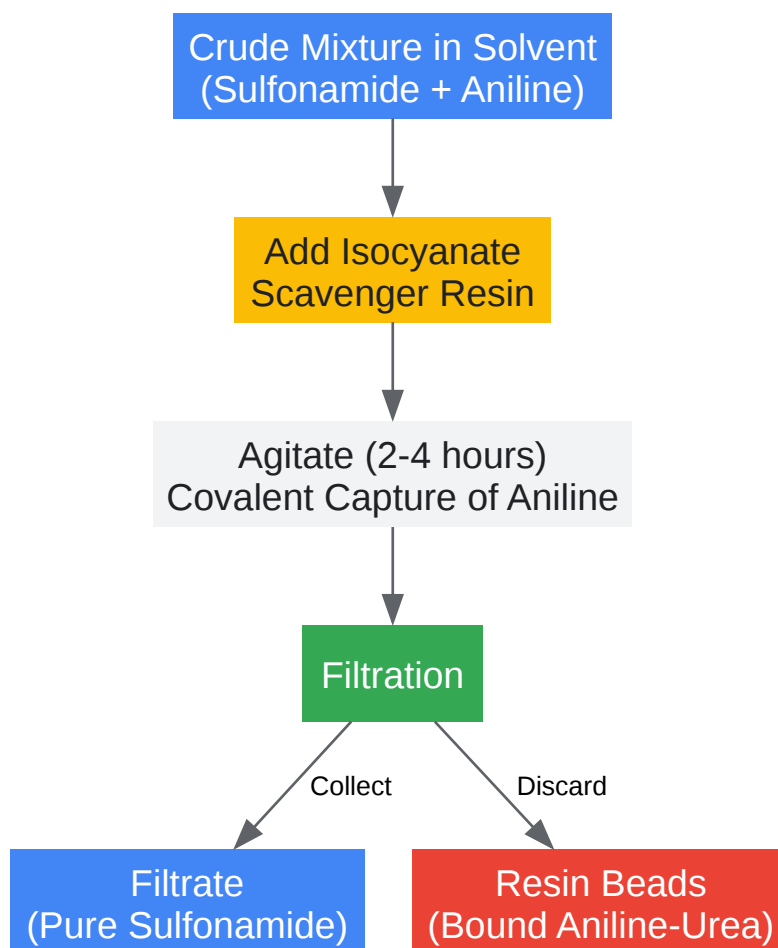 Crude Mixture in Solvent
(Sulfonamide + Aniline)
Add Isocyanate
Scavenger Resin
Agitate (2-4 hours)
Covalent Capture of Aniline
Filtration
Collect
Discard
Filtrate
(Pure Sulfonamide)
Resin Beads
(Bound Aniline-Urea)